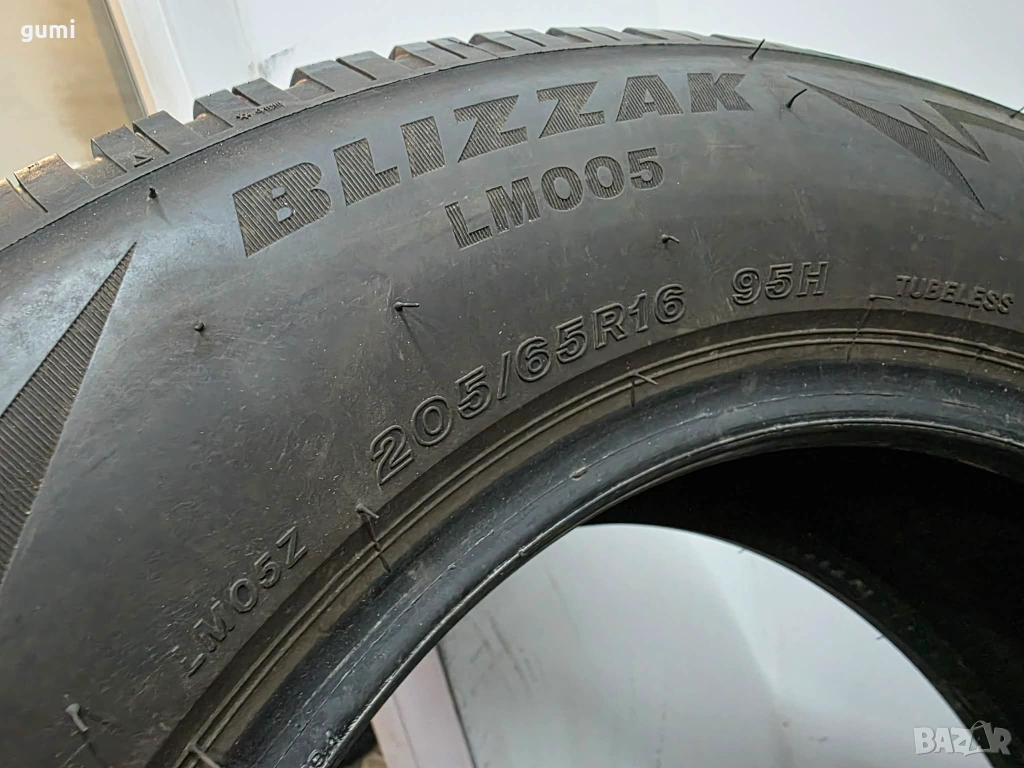 gumi
BLIZZAK
LM005
205/65R16 95H TUBELESS
LM05Z
BAZAR